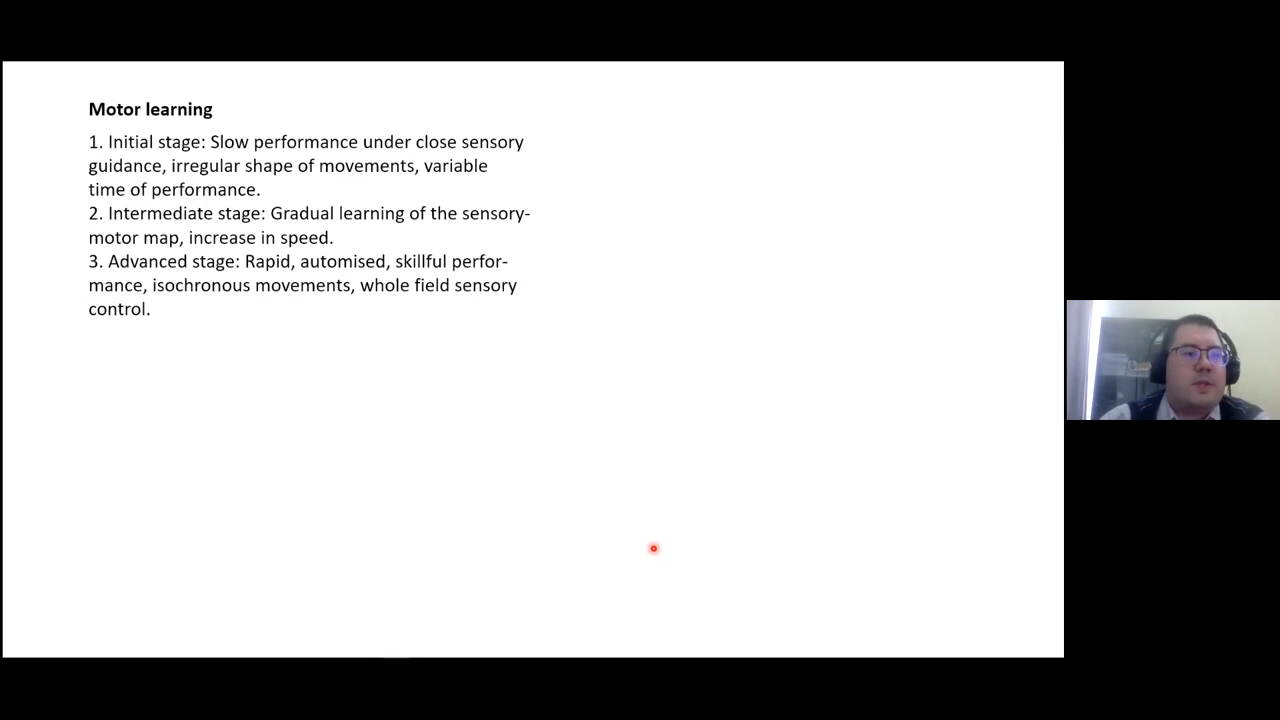 Motor learning
1. Initial stage: Slow performance under close sensory
guidance, irregular shape of movements, variable
time of performance.
2. Intermediate stage: Gradual learning of the sensory-
motor map, increase in speed.
3. Advanced stage: Rapid, automised, skillful perfor-
mance, isochronous movements, whole field sensory
control.